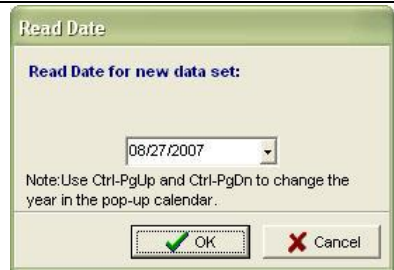 Read Date
Read Date for new data set:
08/27/2007
Note:Use Ctrl-PgUp and Ctrl-PgDn to change the
year in the pop-up calendar.
OK Cancel